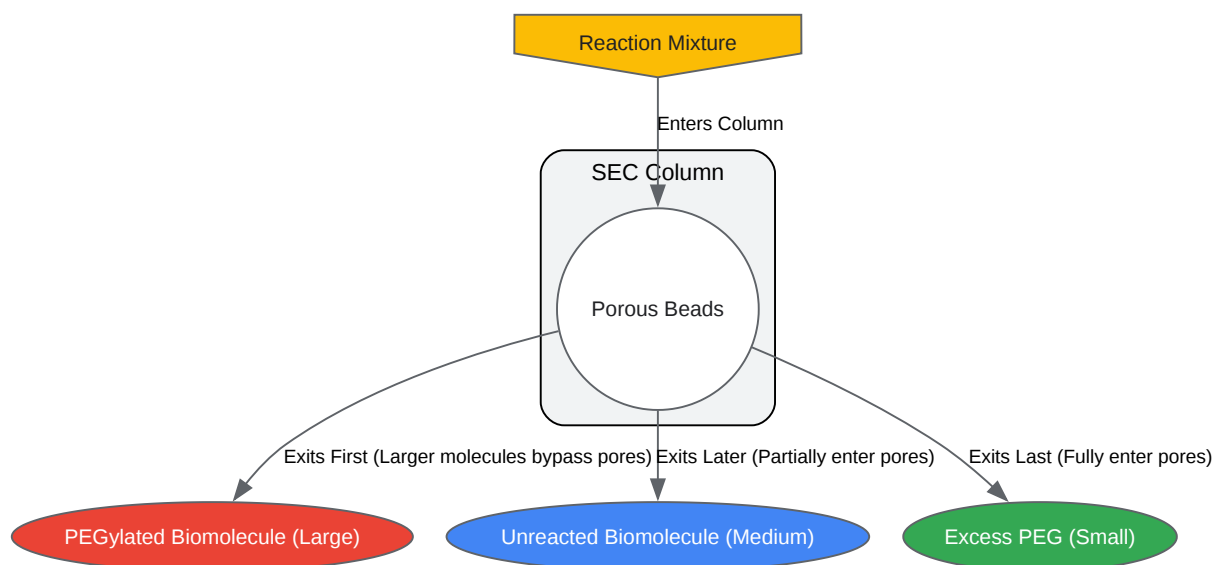 Reaction Mixture
Enters Column
SEC Column
Porous Beads
Exits First (Larger molecules bypass pores)
Exits Later (Partially enter pores)
Exits Last (Fully enter pores)
PEGylated Biomolecule (Large)
Unreacted Biomolecule (Medium)
Excess PEG (Small)